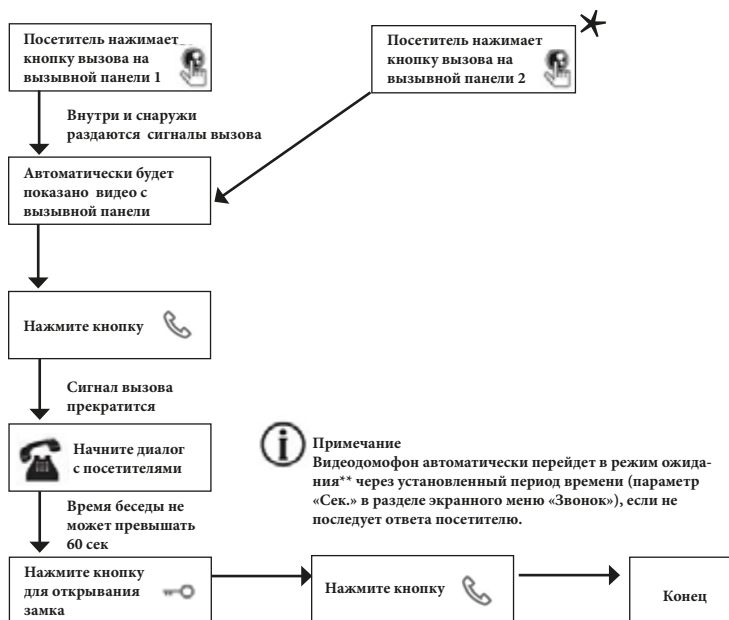 Посетитель нажимает
кнопку вызова на
вызывной панели 1
Посетитель нажимает
кнопку вызова на
вызывной панели 2
Внутри и снаружи
раздаются сигналы вызова
Автоматически будет
показано видео с
вызывной панели
Нажмите кнопку
Сигнал вызова
прекратится
Начните диалог
с посетителями
Примечание
Видеодомофон автоматически перейдет в режим ожида-
ния** через установленный период времени (параметр
«Сек.» в разделе экранного меню «Звонок»), если не
последует ответа посетителю.
Время беседы не
может превышать
60 сек
Нажмите кнопку
для открывания
замка
Нажмите кнопку
Конец